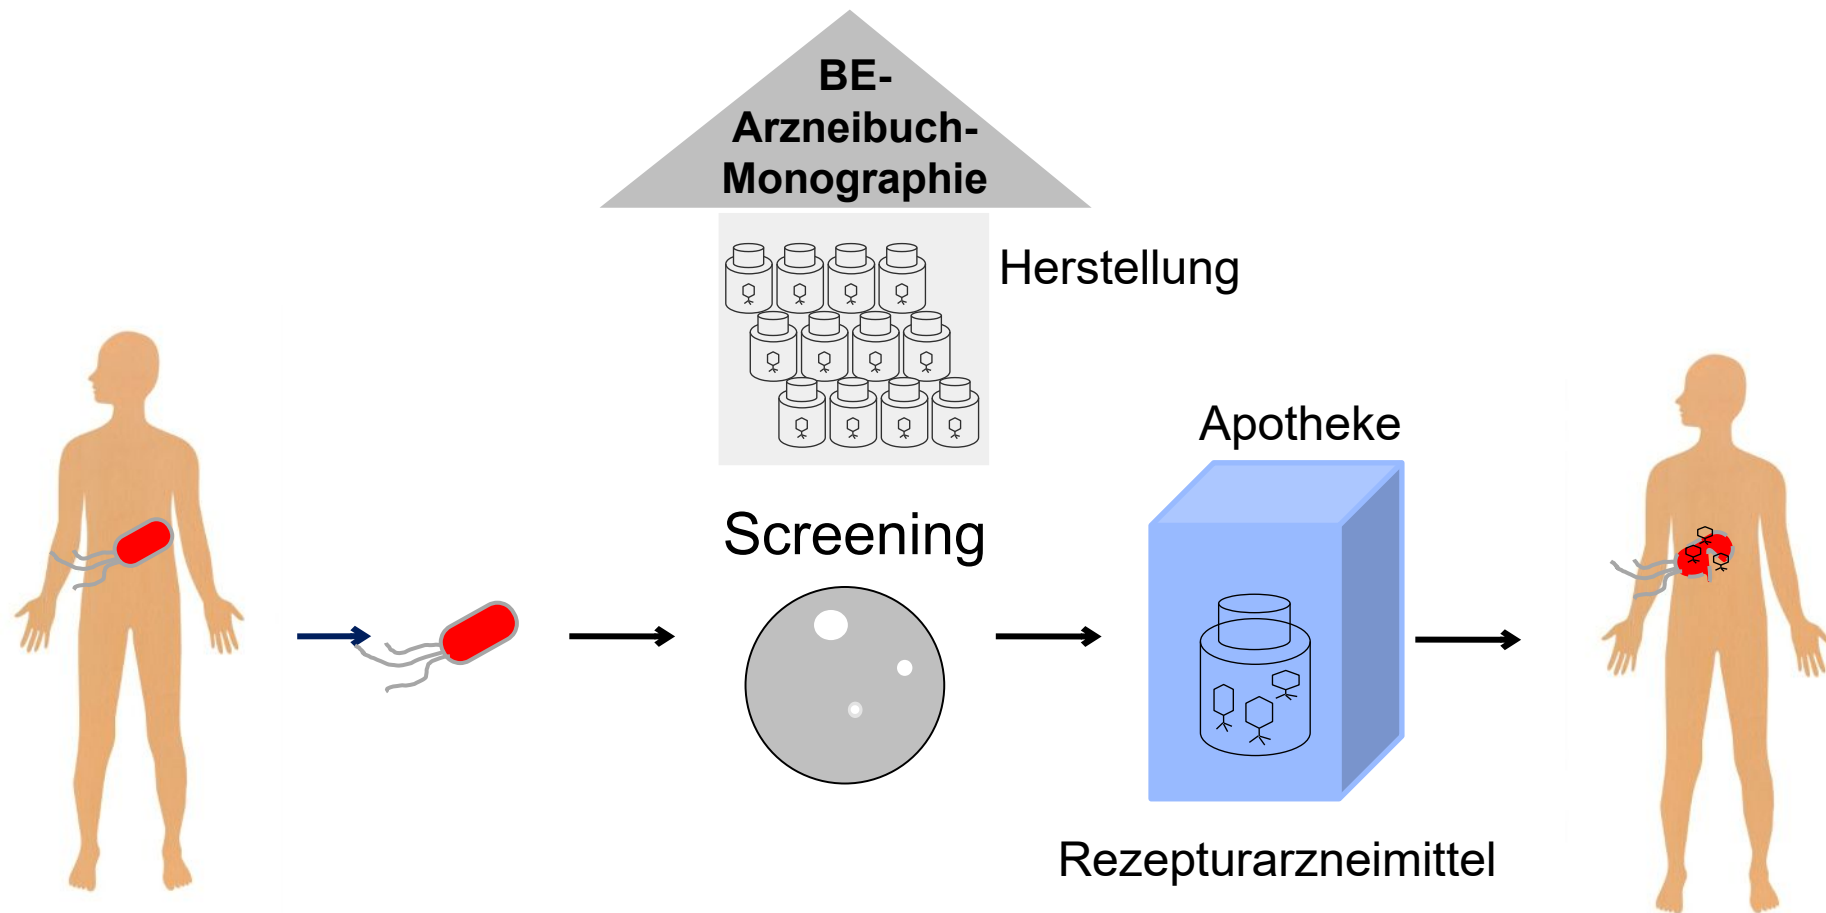 BE-
Arzneibuch-
Monographie
Herstellung
Apotheke
Screening
Rezepturarzneimittel